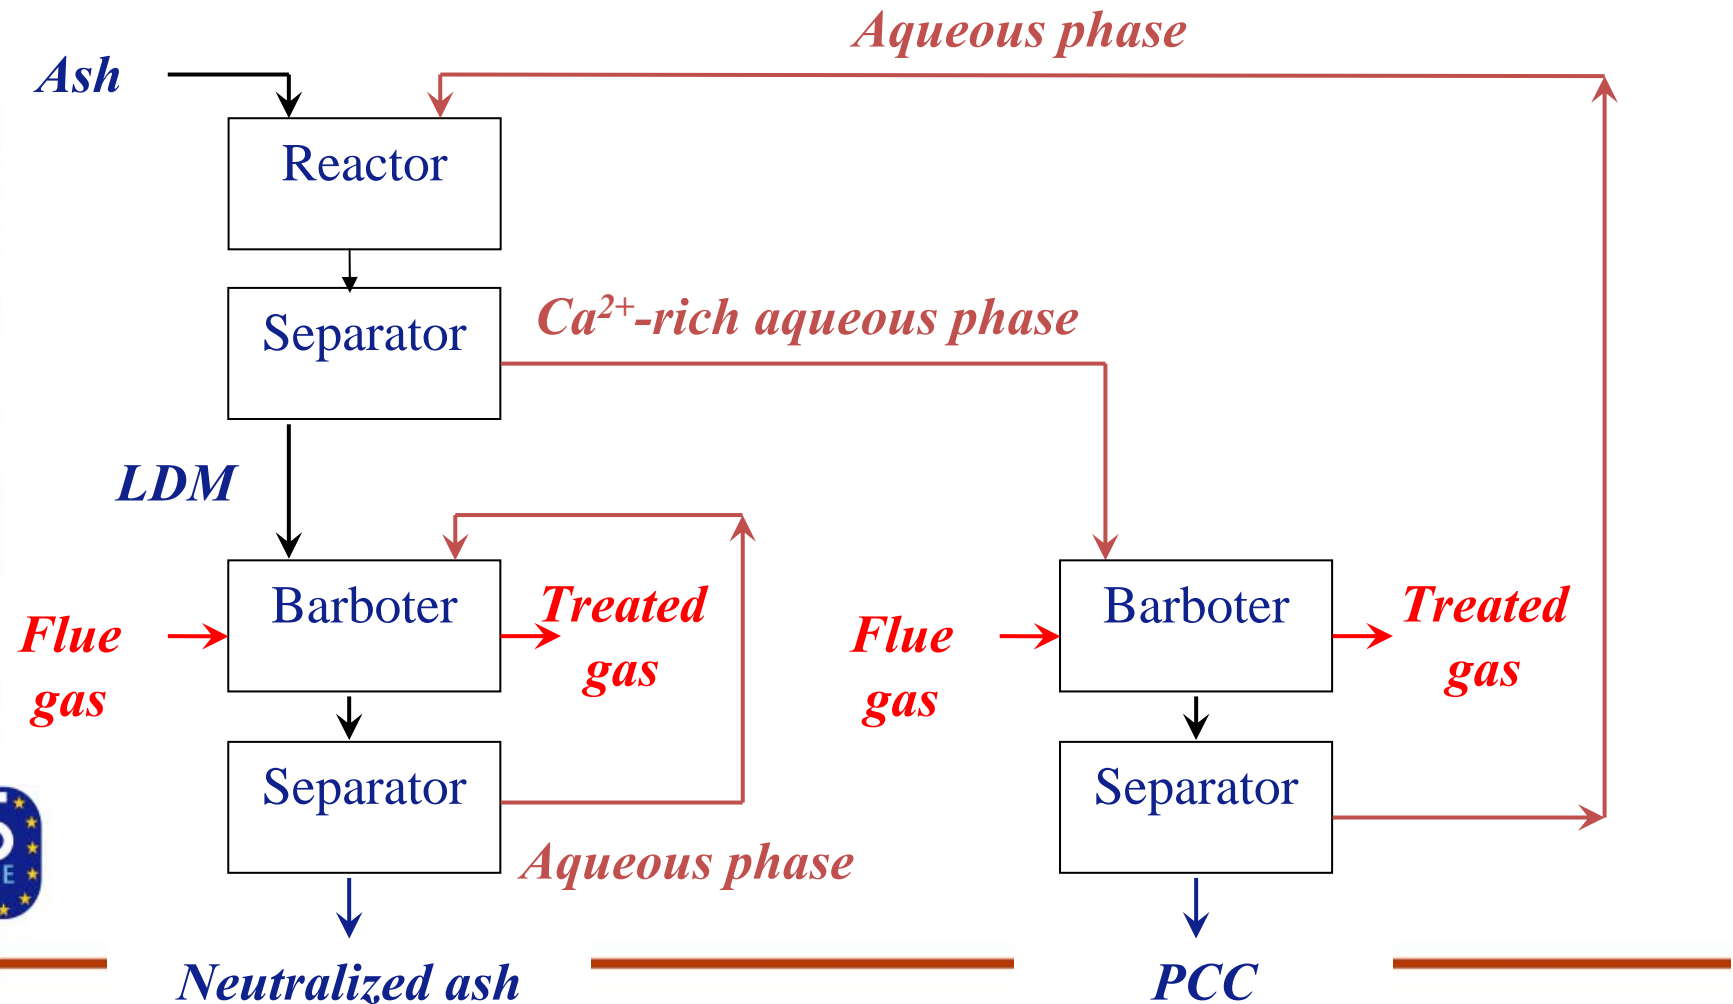 Aqueous phase
Ash
Reactor
Separator
Ca²⁺-rich aqueous phase
LDM
Barboter
Treated
gas
Flue
gas
Barboter
Treated
gas
Flue
gas
Separator
Separator
Aqueous phase
Neutralized ash
PCC